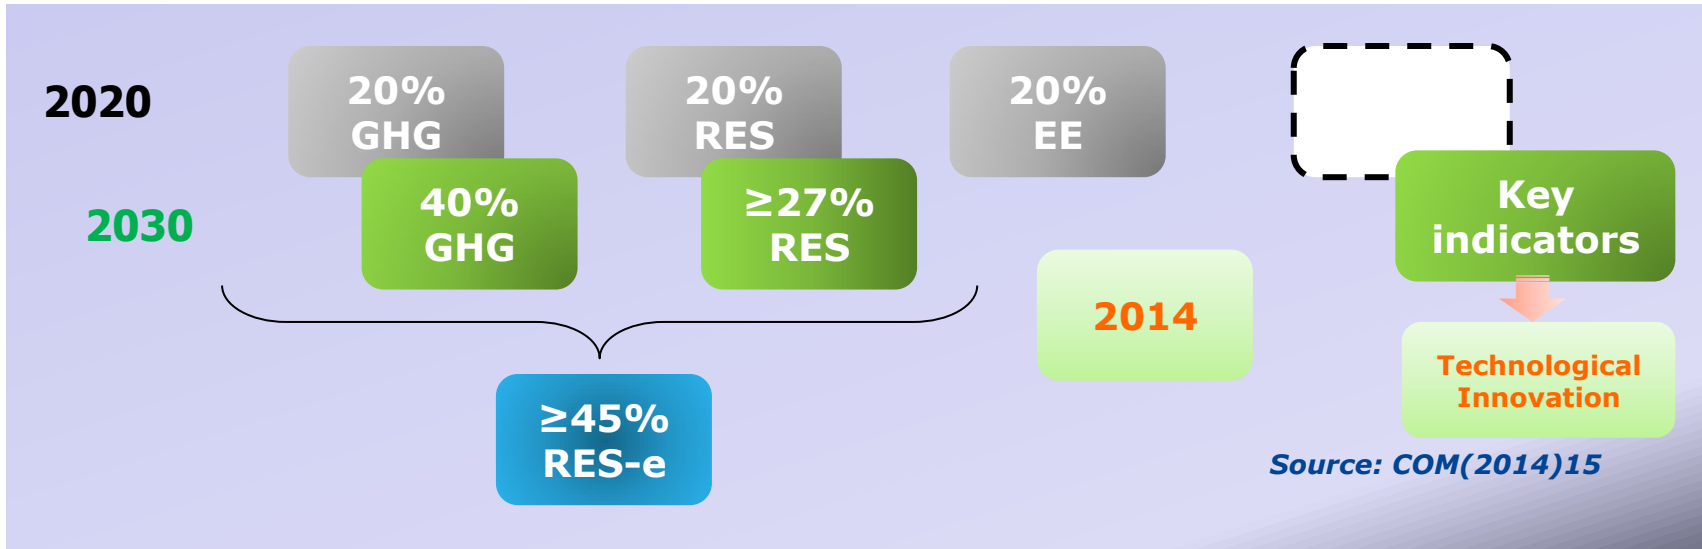 2020
20%
GHG
20%
RES
20%
EE
2030
40%
GHG
≥27%
RES
Key
indicators
2014
≥45%
RES-e
Technological
Innovation
Source: COM(2014)15